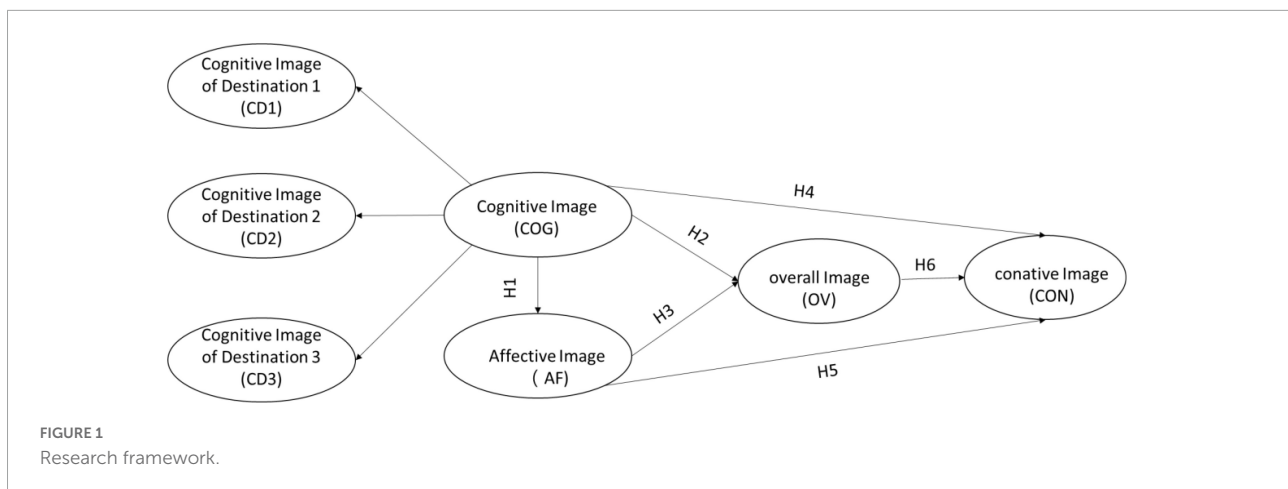 Cognitive Image
of Destination 1
(CD1)
Cognitive Image
of Destination 2
(CD2)
Cognitive Image
of Destination 3
(CD3)
Cognitive Image
(COG)
H1
Affective Image
( AF)
H2
H3
H4
H5
overall Image
(OV)
H6
conative Image
(CON)
FIGURE 1
Research framework.